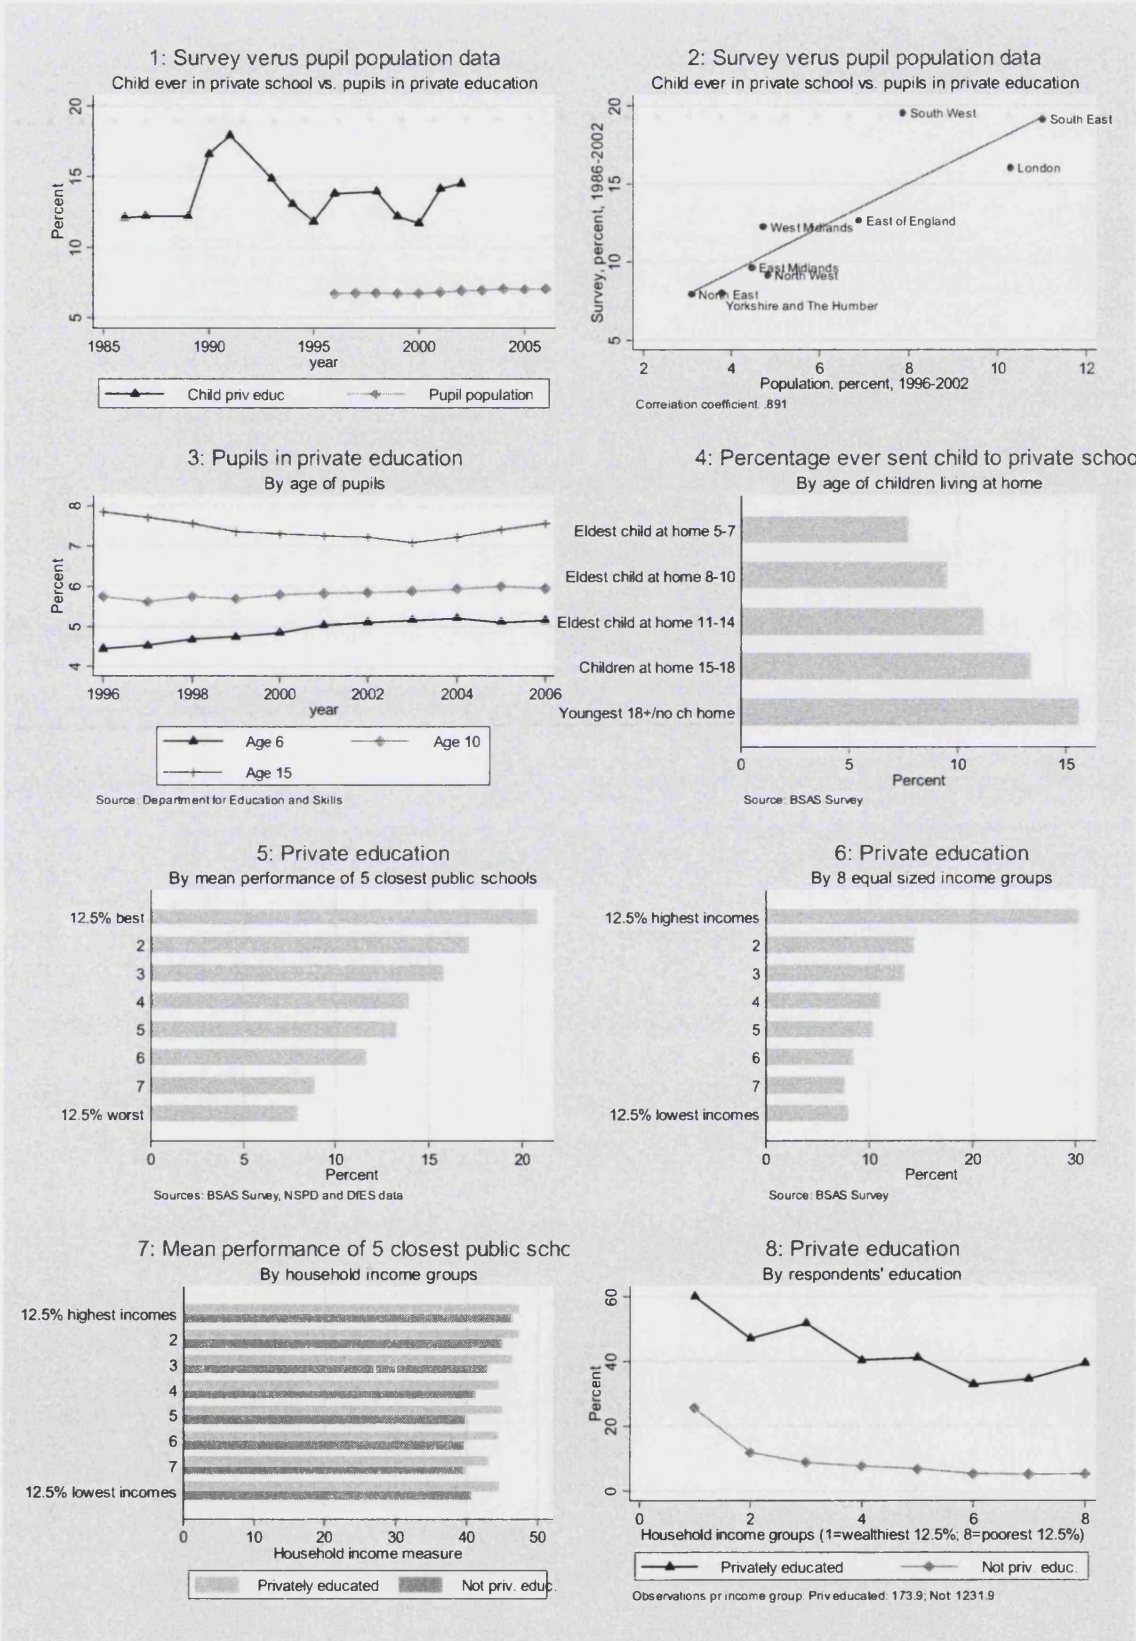 1: Survey verus pupil population data
Child ever in private school vs. pupils in private education
20
15
10
5
Percent
1985 1990 1995 2000 2005
year
Child priv educ Pupil population
2: Survey verus pupil population data
Child ever in private school vs. pupils in private education
Survey, percent, 1986-2002
20
15
10
5
South West
South East
London
East of England
West Midlands
East Midlands
North West
North East
Yorkshire and The Humber
2 4 6 8 10 12
Population, percent, 1996-2002
Correlation coefficient .891
3: Pupils in private education
By age of pupils
8
7
6
5
4
Percent
1996 1998 2000 2002 2004 2006
year
Age 6 Age 10
Age 15
Source: Department for Education and Skills
4: Percentage ever sent child to private schoo
By age of children living at home
Eldest child at home 5-7
Eldest child at home 8-10
Eldest child at home 11-14
Children at home 15-18
Youngest 18+/no ch home
0 5 10 15
Percent
Source: BSAS Survey
5: Private education
By mean performance of 5 closest public schools
12.5% best
2
3
4
5
6
7
12.5% worst
0 5 10 15 20
Percent
Sources: BSAS Survey, NSPD and DfES data
6: Private education
By 8 equal sized income groups
12.5% highest incomes
2
3
4
5
6
7
12.5% lowest incomes
0 10 20 30
Percent
Source: BSAS Survey
7: Mean performance of 5 closest public scho
By household income groups
12.5% highest incomes
2
3
4
5
6
7
12.5% lowest incomes
0 10 20 30 40 50
Household income measure
Privately educated Not priv. educ.
8: Private education
By respondents' education
60
40
20
0
Percent
0 2 4 6 8
Household income groups (1=wealthiest 12.5%; 8=poorest 12.5%)
Privately educated Not priv. educ.
Observations pr income group: Priv educated: 173.9; Not 1231.9